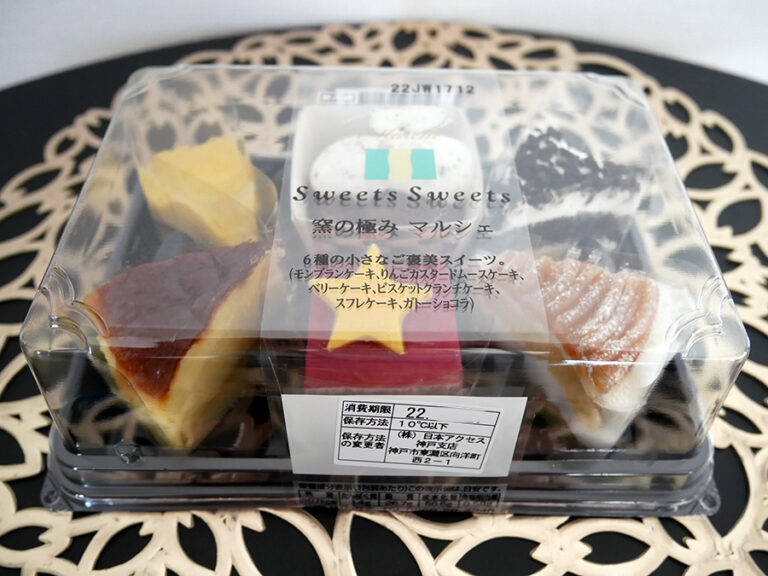 22JW1712
Sweets Sweets
窯の極み マルシェ
6種の小さなご褒美スイーツ。
(モンブランケーキ、りんごカスタードムースケーキ、
ベリーケーキ、ビスケットクランチケーキ、
スフレケーキ、ガトーショコラ)
消費期限 22.
保存方法 10℃以下
保存方法の変更者 (株)日本アクセス
神戸支店
神戸市東灘区向洋町
西2-1